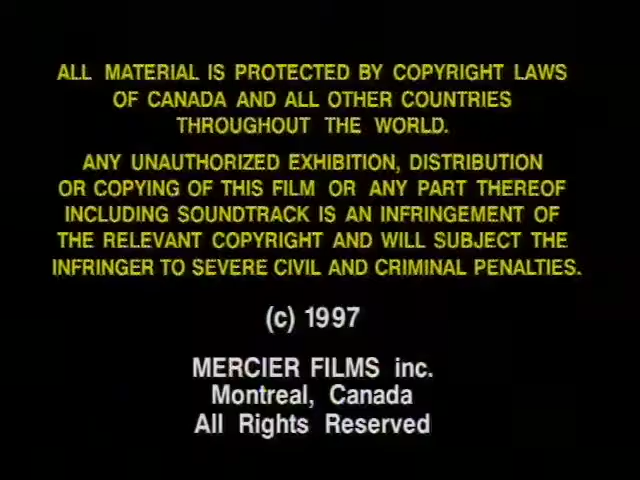 ALL MATERIAL IS PROTECTED BY COPYRIGHT LAWS
OF CANADA AND ALL OTHER COUNTRIES
THROUGHOUT THE WORLD.
ANY UNAUTHORIZED EXHIBITION, DISTRIBUTION
OR COPYING OF THIS FILM OR ANY PART THEREOF
INCLUDING SOUNDTRACK IS AN INFRINGEMENT OF
THE RELEVANT COPYRIGHT AND WILL SUBJECT THE
INFRINGER TO SEVERE CIVIL AND CRIMINAL PENALTIES.
(c) 1997
MERCIER FILMS inc.
Montreal, Canada
All Rights Reserved